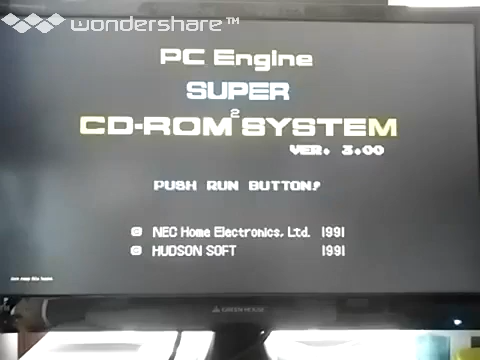 wondershare™
PC Engine
SUPER
CD-ROM² SYSTEM
VER. 3.00
PUSH RUN BUTTON!
© NEC Home Electronics, Ltd. 1991
© HUDSON SOFT 1991
GREEN HOUSE